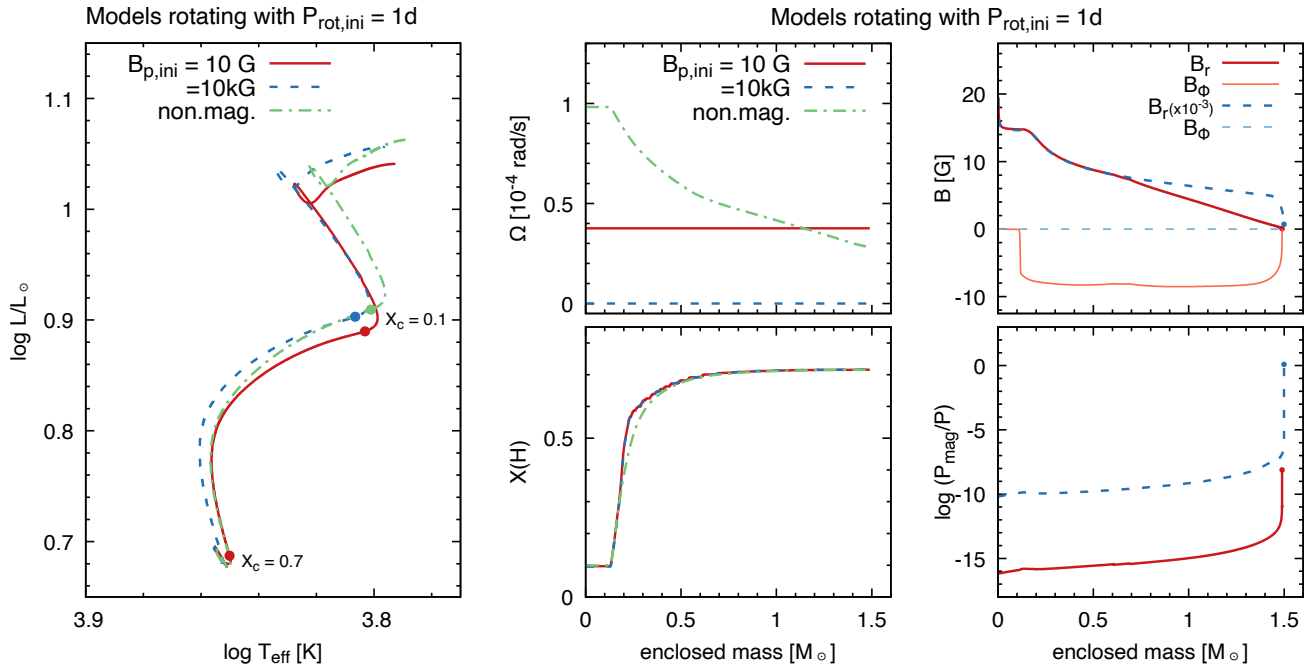 Models rotating with P_rot,ini = 1d
B_p,ini = 10 G
=10kG
non.mag.
log L/L☉
1.1
1
0.9
0.8
0.7
X_c = 0.1
X_c = 0.7
3.9
3.8
log T_eff [K]
Models rotating with P_rot,ini = 1d
B_p,ini = 10 G
=10kG
non.mag.
Ω [10^-4 rad/s]
1
0.5
0
X(H)
0.5
0
0
0.5
1
1.5
enclosed mass [M☉]
B_r
B_Φ
B_r(x10^-3)
B_Φ
B [G]
20
10
0
-10
log (P_mag/P)
0
-5
-10
-15
0
0.5
1
1.5
enclosed mass [M☉]